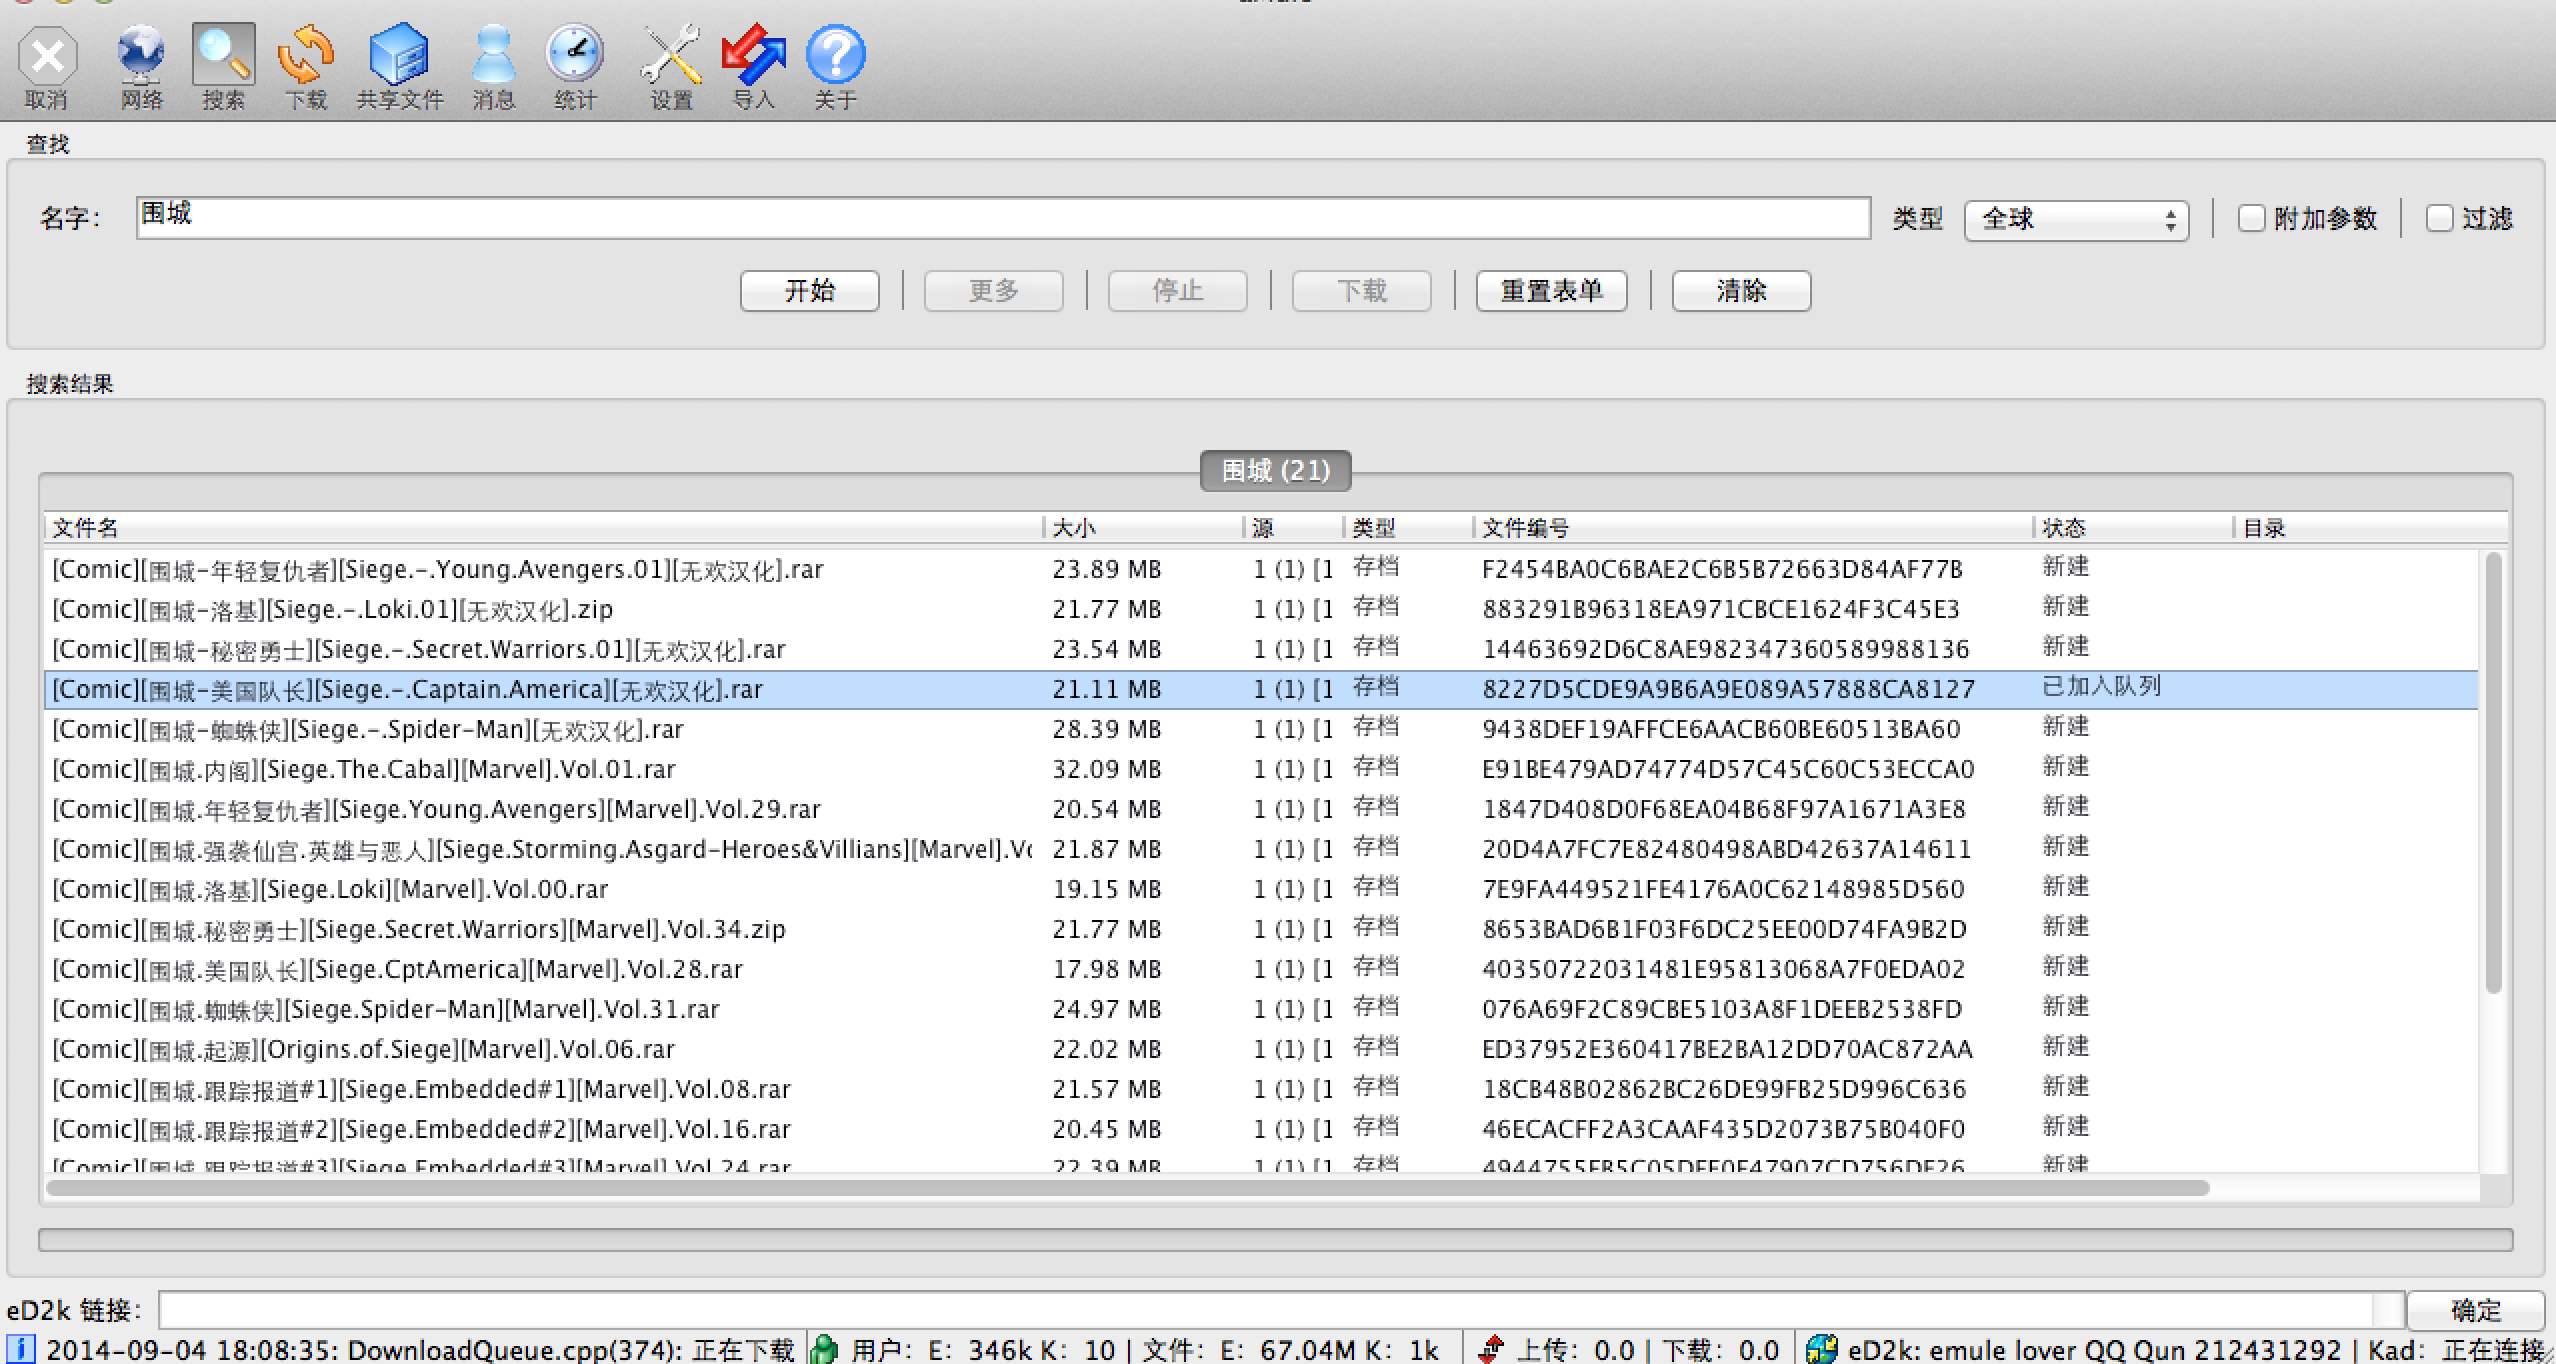 取消 网络 搜索 下载 共享文件 消息 统计 设置 导入 关于
查找
名字： 围城 类型 全球 附加参数 过滤
开始 更多 停止 下载 重置表单 清除
搜索结果
围城 (21)
文件名 大小 源 类型 文件编号 状态 目录
[Comic][围城-年轻复仇者][Siege.-.Young.Avengers.01][无欢汉化].rar 23.89 MB 1 (1) [1 存档 F2454BA0C6BAE2C6B5B72663D84AF77B 新建
[Comic][围城-洛基][Siege.-.Loki.01][无欢汉化].zip 21.77 MB 1 (1) [1 存档 883291B96318EA971CBCE1624F3C45E3 新建
[Comic][围城-秘密勇士][Siege.-.Secret.Warriors.01][无欢汉化].rar 23.54 MB 1 (1) [1 存档 14463692D6C8AE982347360589988136 新建
[Comic][围城-美国队长][Siege.-.Captain.America][无欢汉化].rar 21.11 MB 1 (1) [1 存档 8227D5CDE9A9B6A9E089A57888CA8127 已加入队列
[Comic][围城-蜘蛛侠][Siege.-.Spider-Man][无欢汉化].rar 28.39 MB 1 (1) [1 存档 9438DEF19AFFCE6AACB60BE60513BA60 新建
[Comic][围城.内阁][Siege.The.Cabal][Marvel].Vol.01.rar 32.09 MB 1 (1) [1 存档 E91BE479AD74774D57C45C60C53ECCA0 新建
[Comic][围城.年轻复仇者][Siege.Young.Avengers][Marvel].Vol.29.rar 20.54 MB 1 (1) [1 存档 1847D408D0F68EA04B68F97A1671A3E8 新建
[Comic][围城.强袭仙宫.英雄与恶人][Siege.Storming.Asgard-Heroes&Villians][Marvel].Vo 21.87 MB 1 (1) [1 存档 20D4A7FC7E82480498ABD42637A14611 新建
[Comic][围城.洛基][Siege.Loki][Marvel].Vol.00.rar 19.15 MB 1 (1) [1 存档 7E9FA449521FE4176A0C62148985D560 新建
[Comic][围城.秘密勇士][Siege.Secret.Warriors][Marvel].Vol.34.zip 21.77 MB 1 (1) [1 存档 8653BAD6B1F03F6DC25EE00D74FA9B2D 新建
[Comic][围城.美国队长][Siege.CptAmerica][Marvel].Vol.28.rar 17.98 MB 1 (1) [1 存档 40350722031481E95813068A7F0EDA02 新建
[Comic][围城.蜘蛛侠][Siege.Spider-Man][Marvel].Vol.31.rar 24.97 MB 1 (1) [1 存档 076A69F2C89CBE5103A8F1DEEB2538FD 新建
[Comic][围城.起源][Origins.of.Siege][Marvel].Vol.06.rar 22.02 MB 1 (1) [1 存档 ED37952E360417BE2BA12DD70AC872AA 新建
[Comic][围城.跟踪报道#1][Siege.Embedded#1][Marvel].Vol.08.rar 21.57 MB 1 (1) [1 存档 18CB48B02862BC26DE99FB25D996C636 新建
[Comic][围城.跟踪报道#2][Siege.Embedded#2][Marvel].Vol.16.rar 20.45 MB 1 (1) [1 存档 46ECACFF2A3CAAF435D2073B75B040F0 新建
[Comic][围城.跟踪报道#3][Siege.Embedded#3][Marvel].Vol.24.rar 22.39 MB 1 (1) [1 存档 新建
eD2k 链接： 确定
2014-09-04 18:08:35: DownloadQueue.cpp(374): 正在下载 用户： E： 346k K： 10 | 文件： E： 67.04M K： 1k 上传： 0.0 | 下载： 0.0 eD2k: emule lover QQ Qun 212431292 | Kad： 正在连接